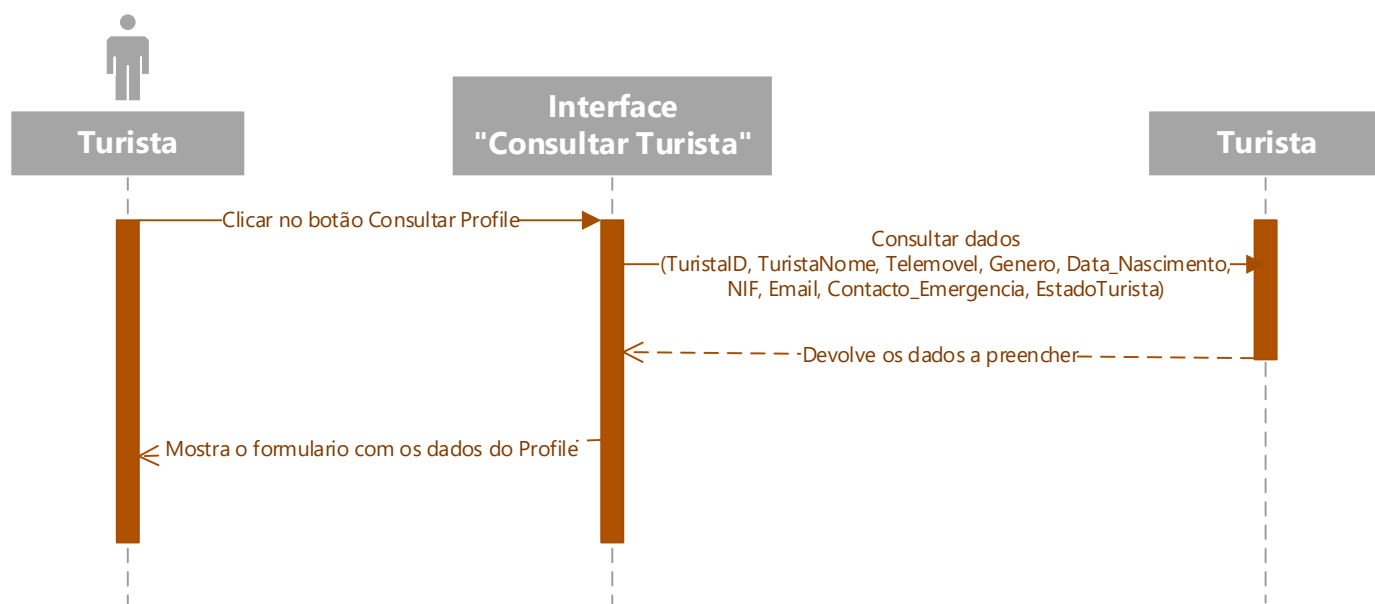 Turista
Interface
"Consultar Turista"
Turista
Clicar no botão Consultar Profile
Consultar dados
(TuristaID, TuristaNome, Telemovel, Genero, Data_Nascimento,
NIF, Email, Contacto_Emergencia, EstadoTurista)
Devolve os dados a preencher
Mostra o formulario com os dados do Profile